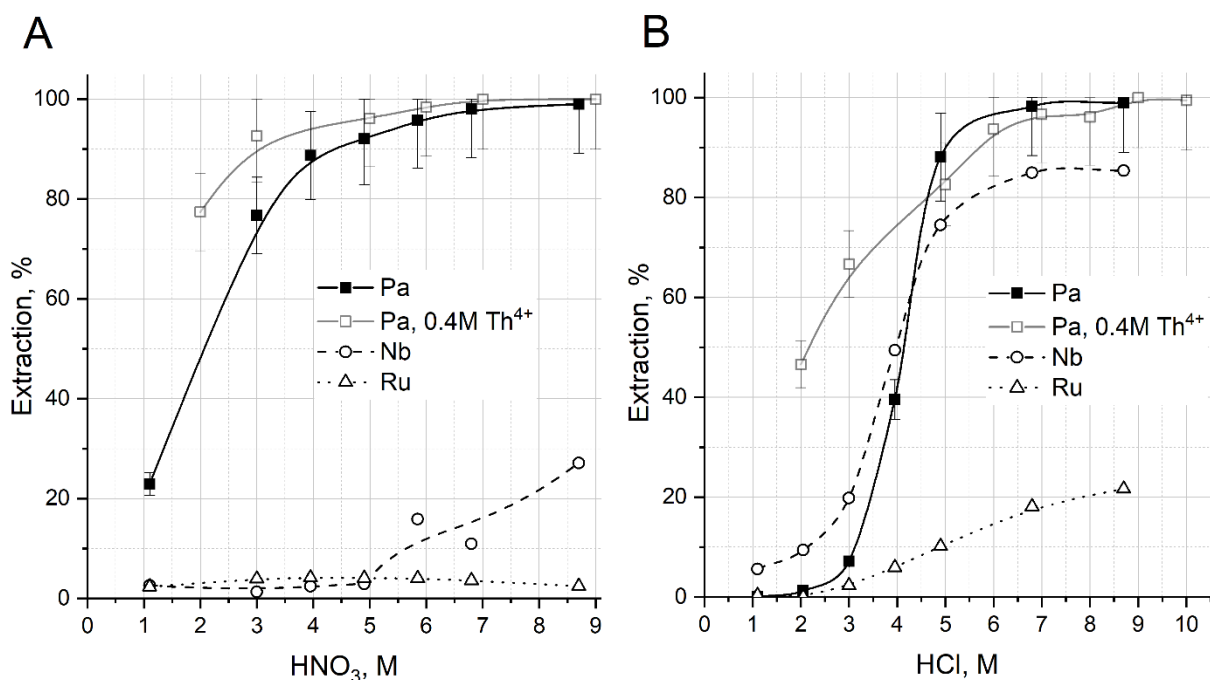 A
Extraction, %
100
80
60
40
20
0
Pa
Pa, 0.4M Th⁴⁺
Nb
Ru
0 1 2 3 4 5 6 7 8 9
HNO₃, M
B
Extraction, %
100
80
60
40
20
0
Pa
Pa, 0.4M Th⁴⁺
Nb
Ru
0 1 2 3 4 5 6 7 8 9 10
HCl, M